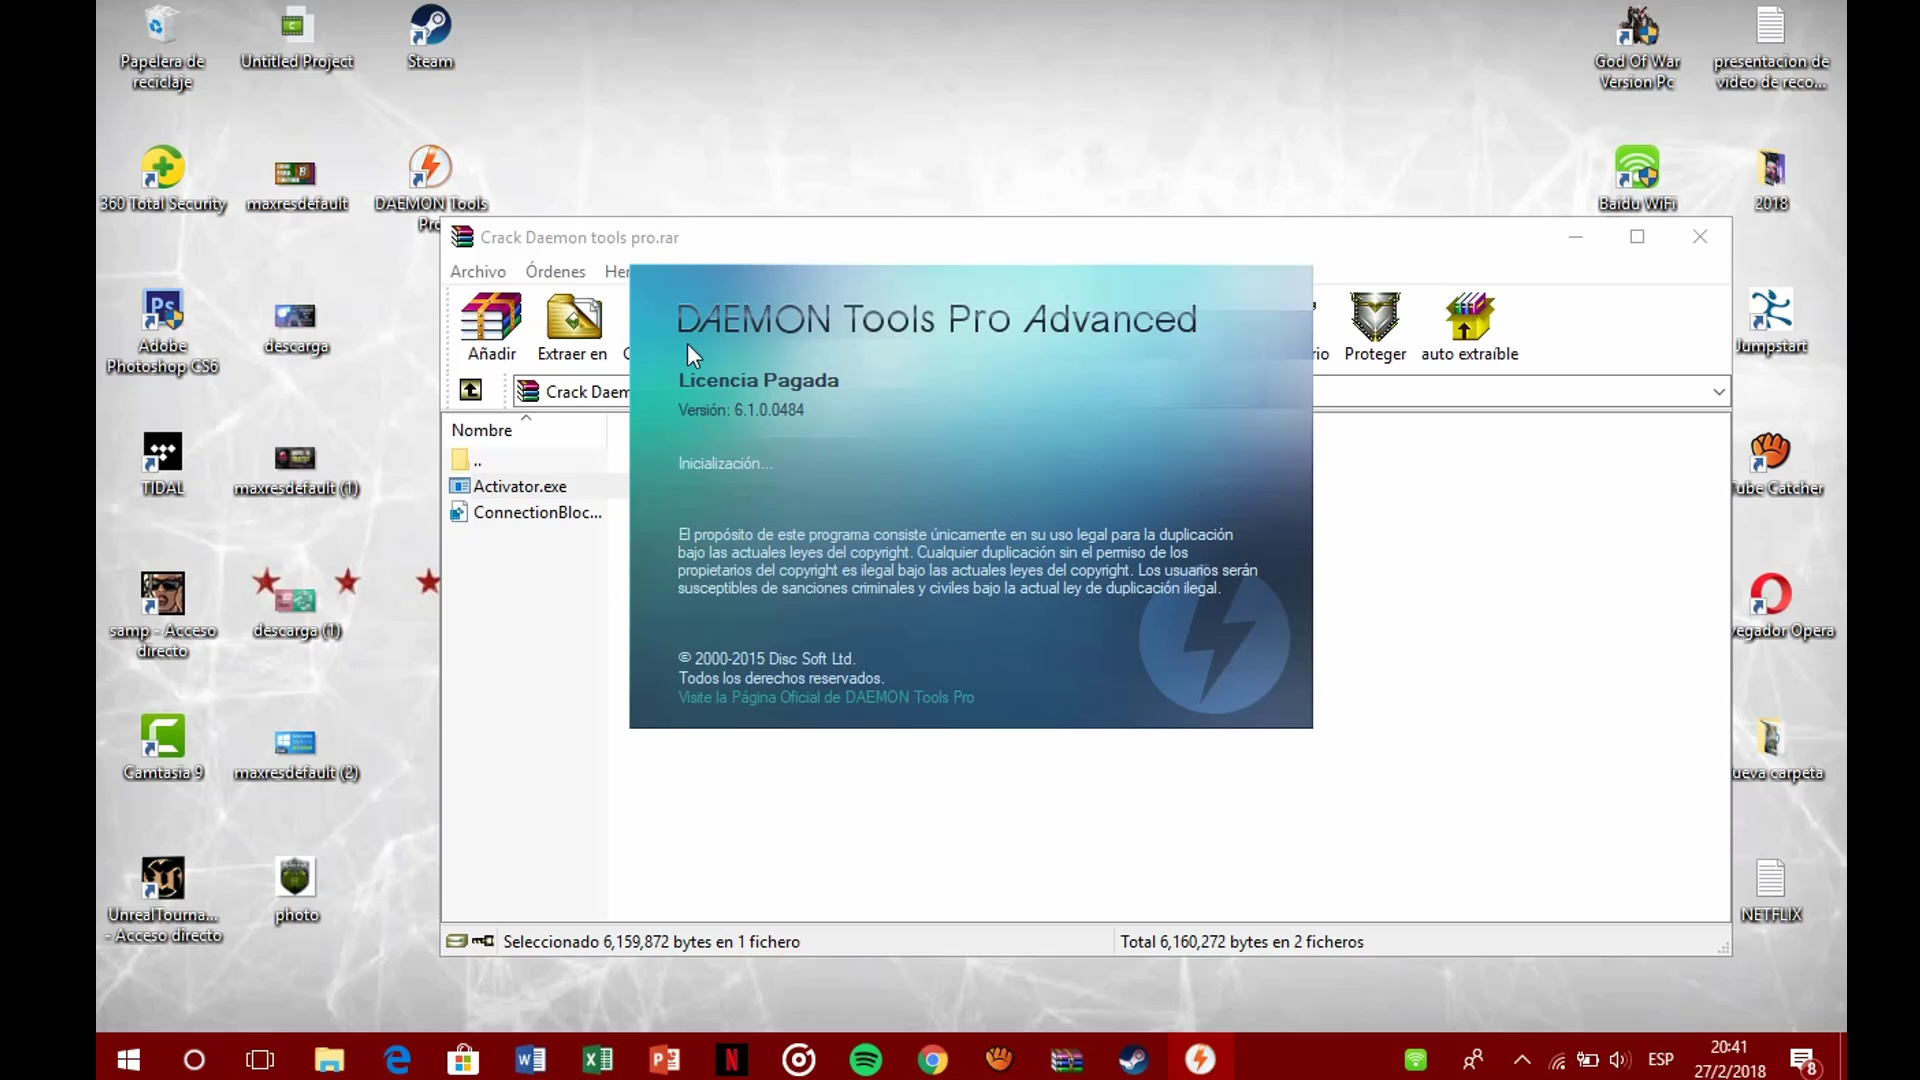 Papelera de
reciclaje
Untitled Project
Steam
God Of War
Version Pc
presentacion de
video de reco...
360 Total Security
maxresdefault
DAEMON Tools
Baidu WiFi
2018
Crack Daemon tools pro.rar
Archivo
Órdenes
DAEMON Tools Pro Advanced
Añadir
Extraer en
Proteger
auto extraíble
Adobe
Photoshop CS6
descarga
Jumpstart
Licencia Pagada
Versión: 6.1.0.0484
Nombre
..
Inicialización...
Activator.exe
ConnectionBloc...
TIDAL
maxresdefault (1)
Tube Catcher
El propósito de este programa consiste únicamente en su uso legal para la duplicación
bajo las actuales leyes del copyright. Cualquier duplicación sin el permiso de los
propietarios del copyright es ilegal bajo las actuales leyes del copyright. Los usuarios serán
susceptibles de sanciones criminales y civiles bajo la actual ley de duplicación ilegal.
samp - Acceso
directo
descarga (1)
vegador Opera
© 2000-2015 Disc Soft Ltd.
Todos los derechos reservados.
Visite la Página Oficial de DAEMON Tools Pro
Camtasia 9
maxresdefault (2)
ueva carpeta
UnrealTourna...
- Acceso directo
photo
NETFLIX
Seleccionado 6,159,872 bytes en 1 fichero
Total 6,160,272 bytes en 2 ficheros
ESP
20:41
27/2/2018
8